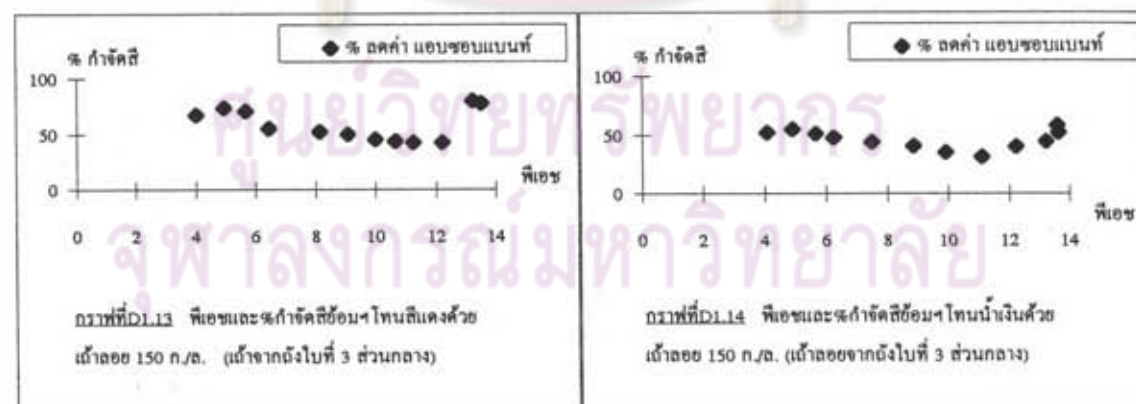 ◆ % ลดค่า แอบซอบแบนท์
% กำจัดสี
100
50
0
พีเอช
0 2 4 6 8 10 12 14
กราฟที่D1.13 พีเอชและ%กำจัดสีย้อมฯโทนสีแดงด้วย
เถ้าลอย 150 ก./ล. (เถ้าจากถังใบที่ 3 ส่วนกลาง)
◆ % ลดค่า แอบซอบแบนท์
% กำจัดสี
100
50
0
พีเอช
0 2 4 6 8 10 12 14
กราฟที่D1.14 พีเอชและ%กำจัดสีย้อมฯโทนน้ำเงินด้วย
เถ้าลอย 150 ก./ล. (เถ้าลอยจากถังใบที่ 3 ส่วนกลาง)
ศูนย์วิทยทรัพยากร
จุฬาลงกรณ์มหาวิทยาลัย